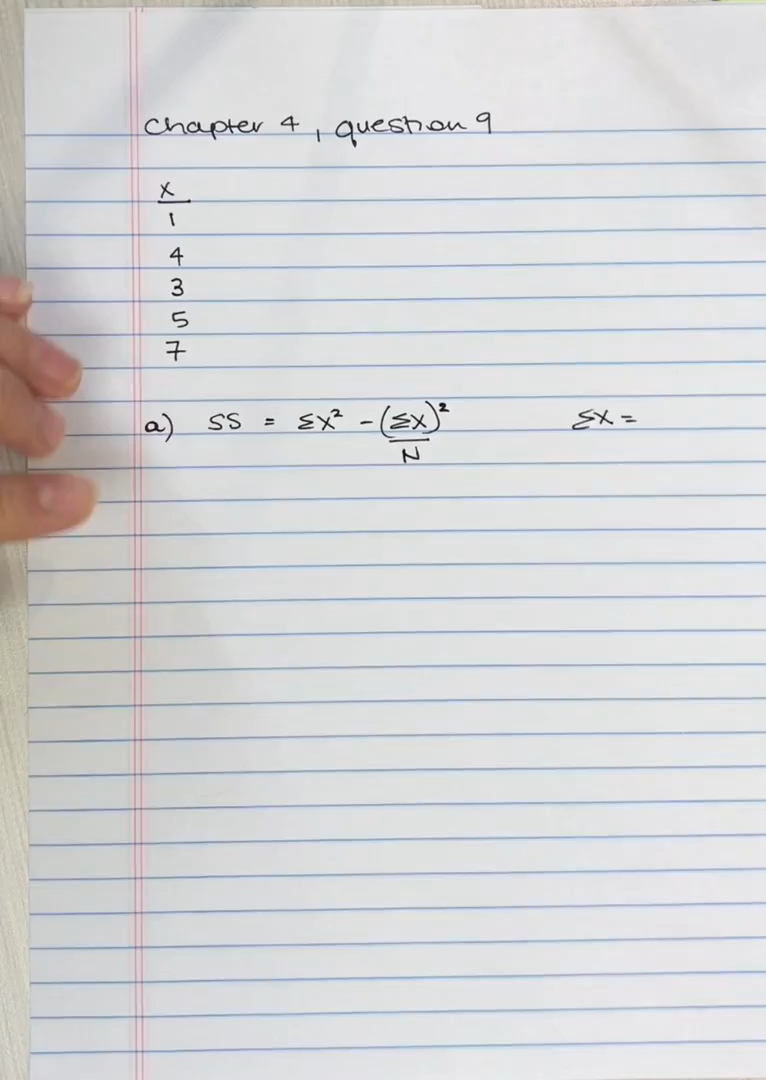 Chapter 4, question 9
X
1
4
3
5
7
a) SS = ΣX² - (ΣX)²/N ΣX =